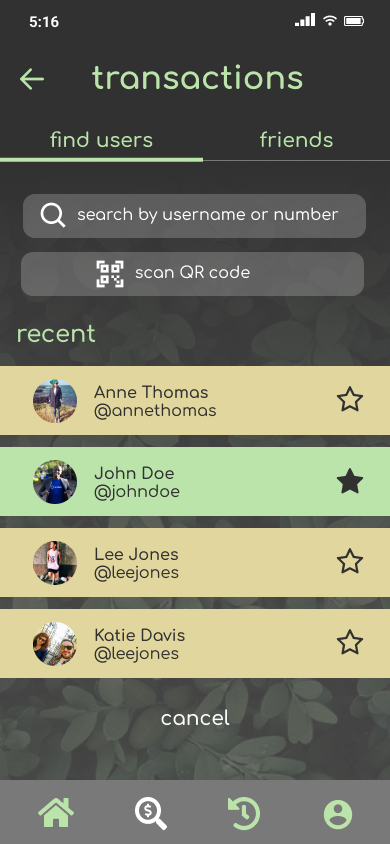 5:16
transactions
find users
friends
search by username or number
scan QR code
recent
Anne Thomas
@annethomas
John Doe
@johndoe
Lee Jones
@leejones
Katie Davis
@leejones
cancel
$